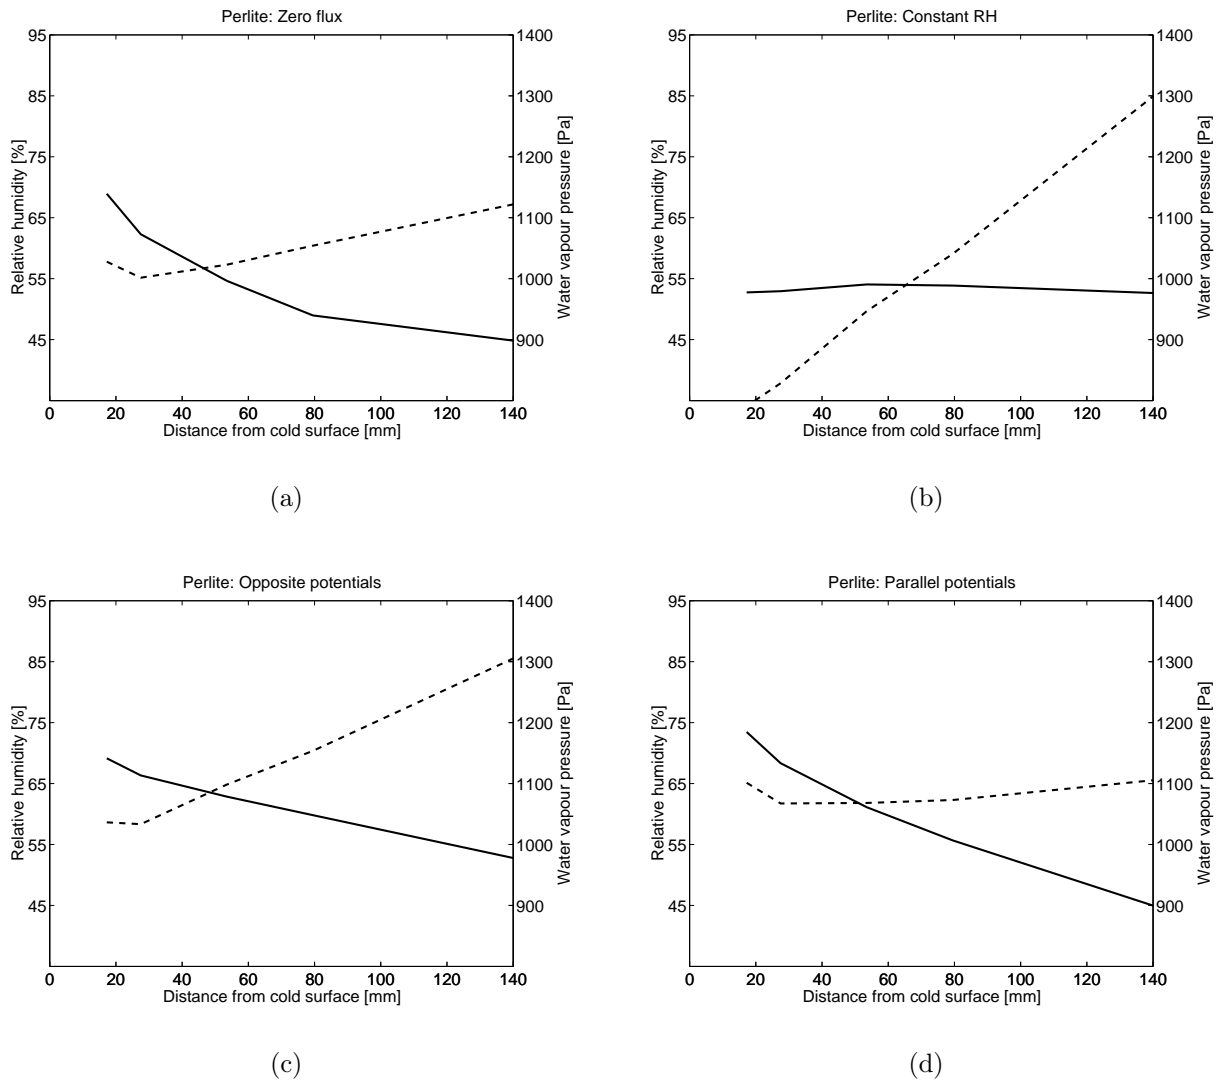 Perlite: Zero flux
95
85
75
65
55
45
1400
1300
1200
1100
1000
900
Relative humidity [%]
Water vapour pressure [Pa]
0 20 40 60 80 100 120 140
Distance from cold surface [mm]
(a)
Perlite: Constant RH
95
85
75
65
55
45
1400
1300
1200
1100
1000
900
Relative humidity [%]
Water vapour pressure [Pa]
0 20 40 60 80 100 120 140
Distance from cold surface [mm]
(b)
Perlite: Opposite potentials
95
85
75
65
55
45
1400
1300
1200
1100
1000
900
Relative humidity [%]
Water vapour pressure [Pa]
0 20 40 60 80 100 120 140
Distance from cold surface [mm]
(c)
Perlite: Parallel potentials
95
85
75
65
55
45
1400
1300
1200
1100
1000
900
Relative humidity [%]
Water vapour pressure [Pa]
0 20 40 60 80 100 120 140
Distance from cold surface [mm]
(d)